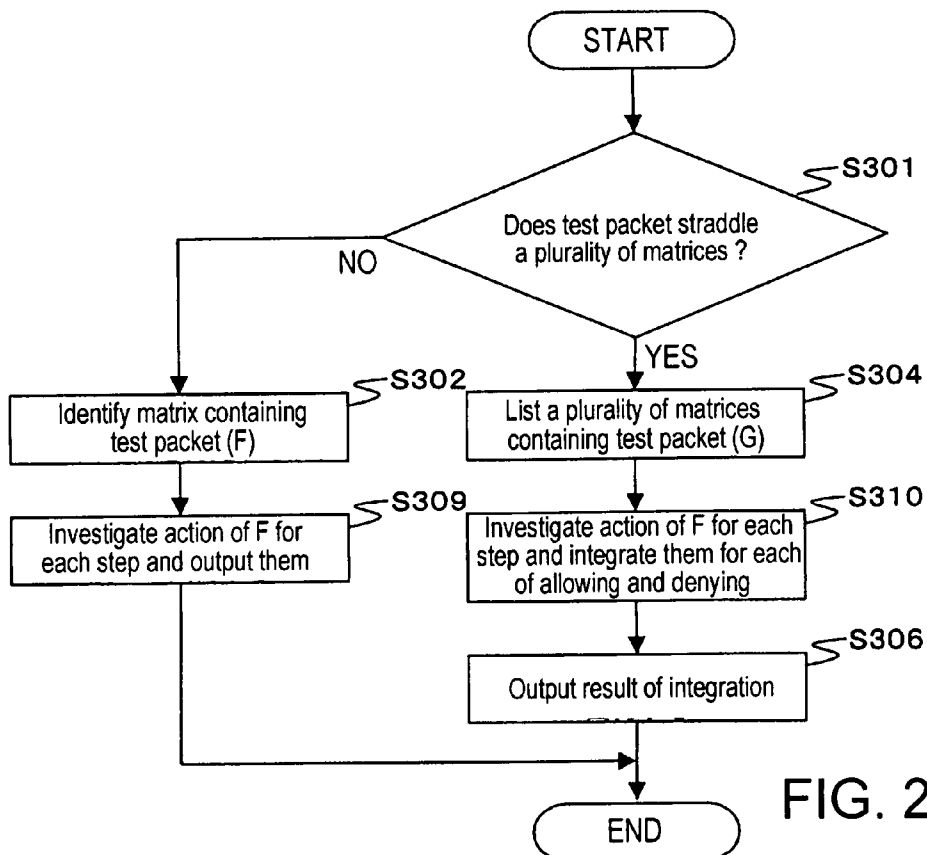 START
S301
Does test packet straddle
a plurality of matrices ?
NO
YES
S302
Identify matrix containing
test packet (F)
S304
List a plurality of matrices
containing test packet (G)
S309
Investigate action of F for
each step and output them
S310
Investigate action of F for each
step and integrate them for each
of allowing and denying
S306
Output result of integration
END
FIG. 2